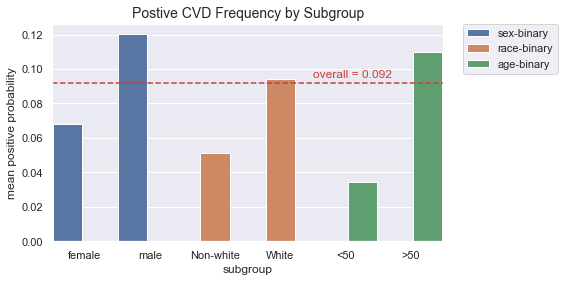 Postive CVD Frequency by Subgroup
mean positive probability
0.12
0.10
0.08
0.06
0.04
0.02
0.00
overall = 0.092
female male Non-white White <50 >50
subgroup
sex-binary
race-binary
age-binary